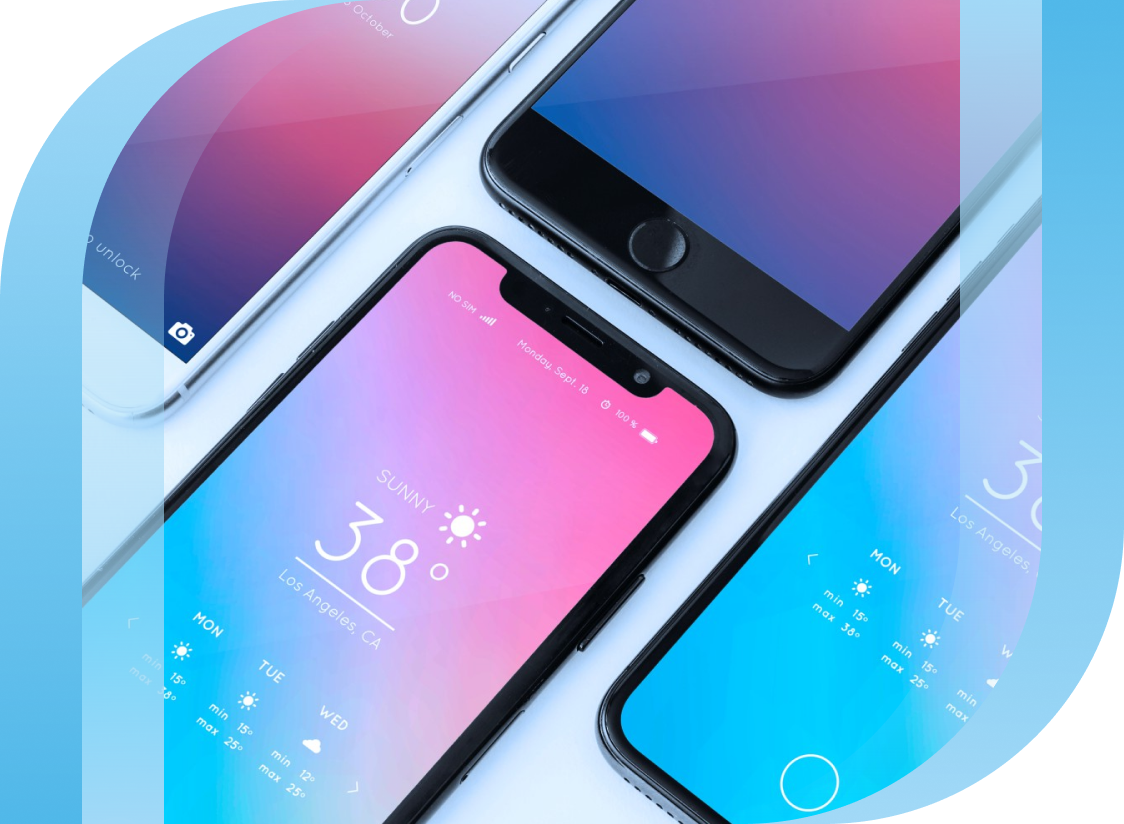 October
unlock
NO SIM
Monday, Sept. 18
100 %
SUNNY
38°
Los Angeles, CA
MON
min 15°
max 38°
TUE
min 15°
max 25°
WED
min 12°
max 25°
Los Angeles,
MON
min 15°
max 38°
TUE
min 15°
max 25°
min
max